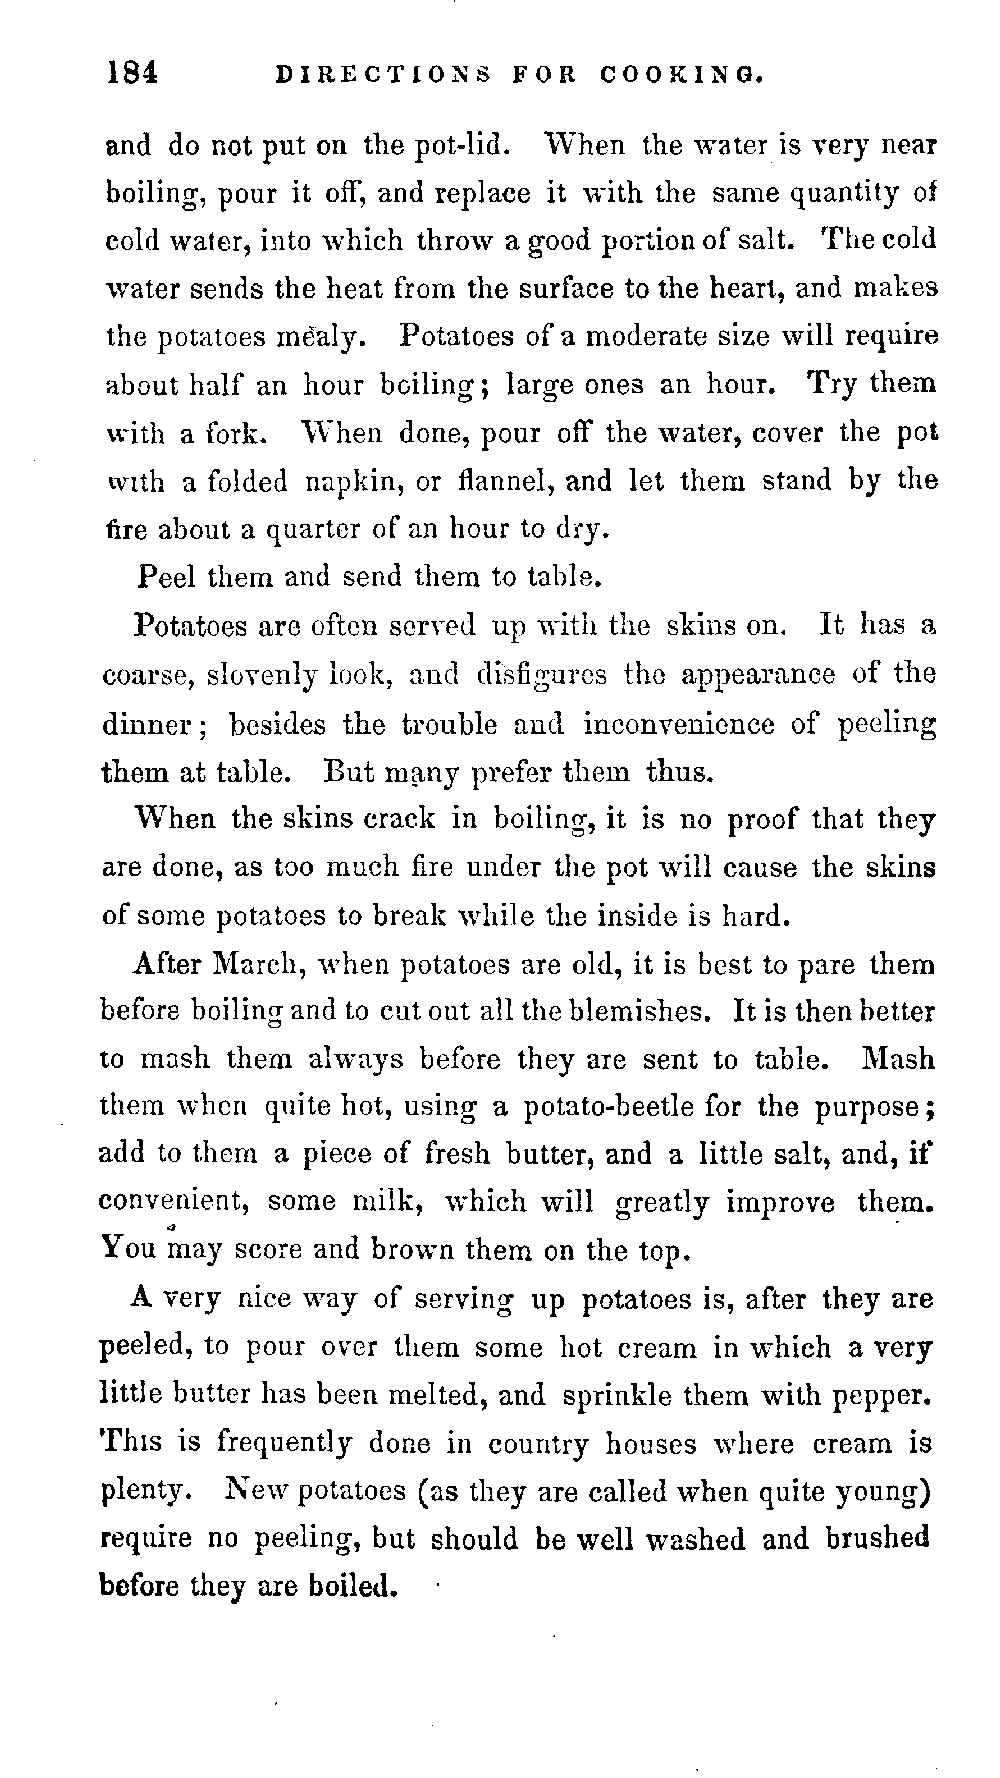 184 DIRECTIONS FOR COOKING.
and do not put on the pot-lid. When the water is very near
boiling, pour it off, and replace it with the same quantity of
cold water, into which throw a good portion of salt. The cold
water sends the heat from the surface to the heart, and makes
the potatoes mealy. Potatoes of a moderate size will require
about half an hour boiling; large ones an hour. Try them
with a fork. When done, pour off the water, cover the pot
with a folded napkin, or flannel, and let them stand by the
fire about a quarter of an hour to dry.
Peel them and send them to table.
Potatoes are often served up with the skins on. It has a
coarse, slovenly look, and disfigures the appearance of the
dinner; besides the trouble and inconvenience of peeling
them at table. But many prefer them thus.
When the skins crack in boiling, it is no proof that they
are done, as too much fire under the pot will cause the skins
of some potatoes to break while the inside is hard.
After March, when potatoes are old, it is best to pare them
before boiling and to cut out all the blemishes. It is then better
to mash them always before they are sent to table. Mash
them when quite hot, using a potato-beetle for the purpose;
add to them a piece of fresh butter, and a little salt, and, if
convenient, some milk, which will greatly improve them.
You may score and brown them on the top.
A very nice way of serving up potatoes is, after they are
peeled, to pour over them some hot cream in which a very
little butter has been melted, and sprinkle them with pepper.
This is frequently done in country houses where cream is
plenty. New potatoes (as they are called when quite young)
require no peeling, but should be well washed and brushed
before they are boiled.